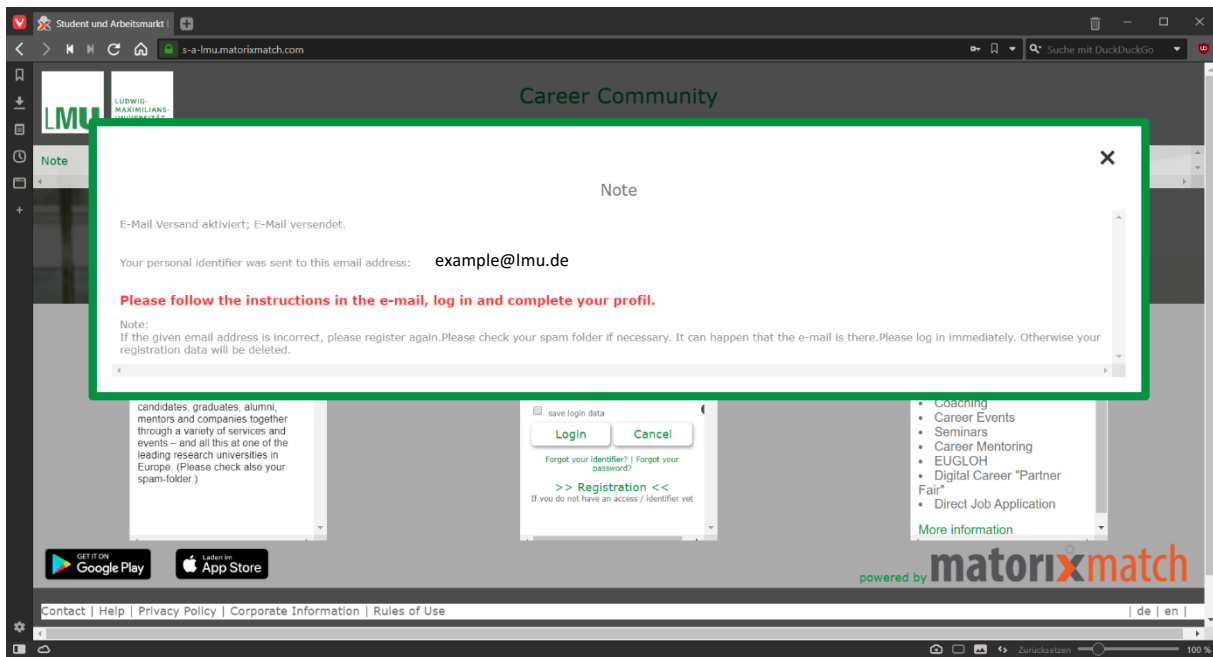 Student und Arbeitsmarkt
s-a-lmu.matorixmatch.com
Suche mit DuckDuckGo
LMU
LUDWIG-
MAXIMILIANS-
Career Community
Note
Note
E-Mail Versand aktiviert; E-Mail versendet.
Your personal identifier was sent to this email address: example@lmu.de
Please follow the instructions in the e-mail, log in and complete your profil.
Note:
If the given email address is incorrect, please register again.Please check your spam folder if necessary. It can happen that the e-mail is there.Please log in immediately. Otherwise your
registration data will be deleted.
candidates, graduates, alumni,
mentors and companies together
through a variety of services and
events – and all this at one of the
leading research universities in
Europe. (Please check also your
spam-folder.)
save login data
Login Cancel
Forgot your identifier? | Forgot your
password?
>> Registration <<
If you do not have an access / identifier yet
• Coaching
• Career Events
• Seminars
• Career Mentoring
• EUGLOH
• Digital Career "Partner
Fair"
• Direct Job Application
More information
GET IT ON
Google Play
Laden im
App Store
powered by matorixmatch
Contact | Help | Privacy Policy | Corporate Information | Rules of Use
| de | en |
Zurücksetzen
100 %